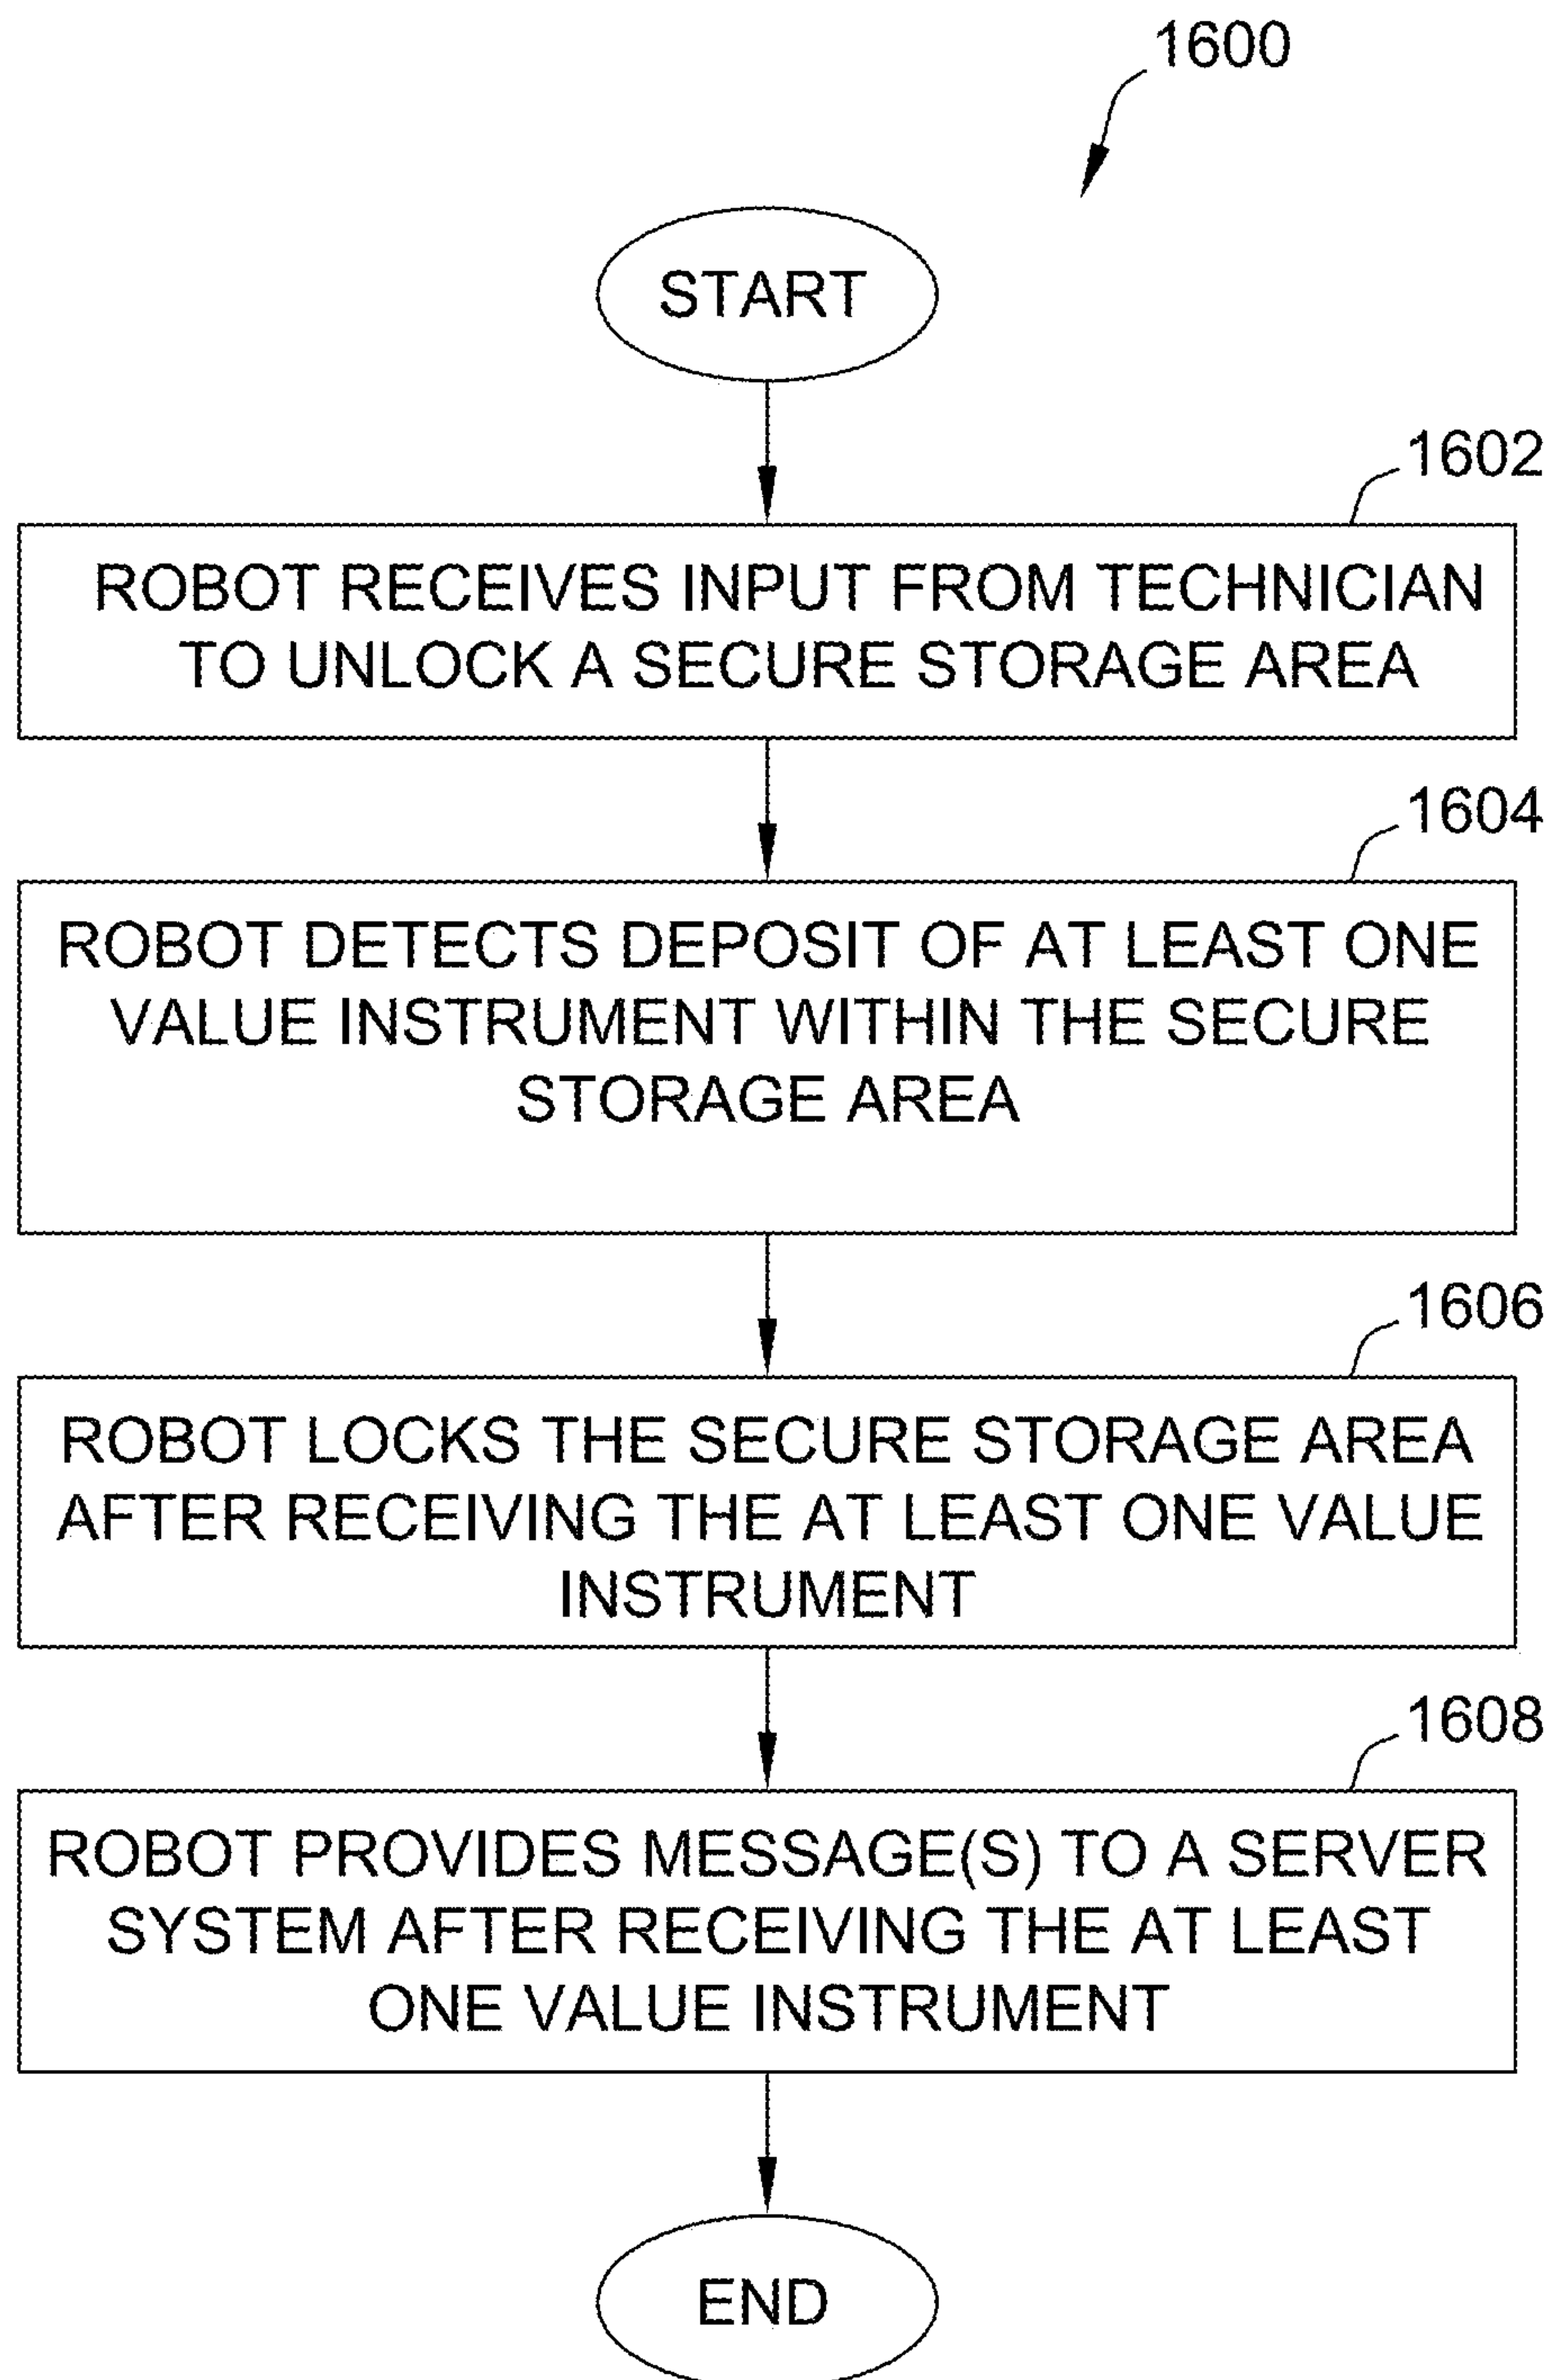 1600
START
1602
ROBOT RECEIVES INPUT FROM TECHNICIAN
TO UNLOCK A SECURE STORAGE AREA
1604
ROBOT DETECTS DEPOSIT OF AT LEAST ONE
VALUE INSTRUMENT WITHIN THE SECURE
STORAGE AREA
1606
ROBOT LOCKS THE SECURE STORAGE AREA
AFTER RECEIVING THE AT LEAST ONE VALUE
INSTRUMENT
1608
ROBOT PROVIDES MESSAGE(S) TO A SERVER
SYSTEM AFTER RECEIVING THE AT LEAST
ONE VALUE INSTRUMENT
END